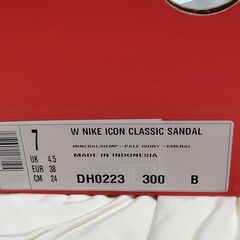 W NIKE ICON CLASSIC SANDAL
7
MINERAL/HEMP-PALE IVORY-EMERAL
UK 4.5
EUR 38
MADE IN INDONESIA
CM 24
DH0223 300 B